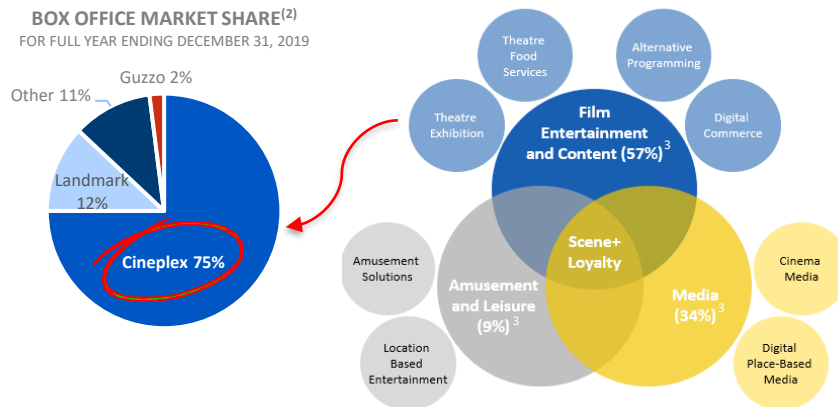 BOX OFFICE MARKET SHARE(2)
FOR FULL YEAR ENDING DECEMBER 31, 2019
Guzzo 2%
Other 11%
Landmark
12%
Cineplex 75%
Theatre
Food
Services
Alternative
Programming
Theatre
Exhibition
Digital
Commerce
Film
Entertainment
and Content (57%)3
Scene+
Loyalty
Amusement
and Leisure
(9%)3
Media
(34%)3
Amusement
Solutions
Location
Based
Entertainment
Cinema
Media
Digital
Place-Based
Media